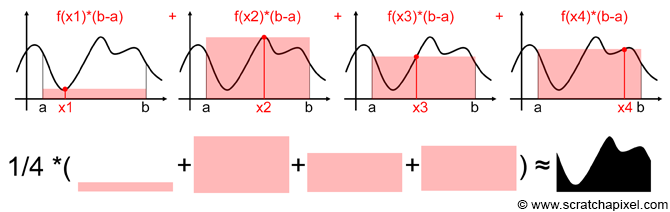 f(x1)*(b-a) + f(x2)*(b-a) + f(x3)*(b-a) + f(x4)*(b-a)
a x1 b a x2 b a x3 b a x4 b
1/4 *( + + + ) ≈
© www.scratchapixel.com